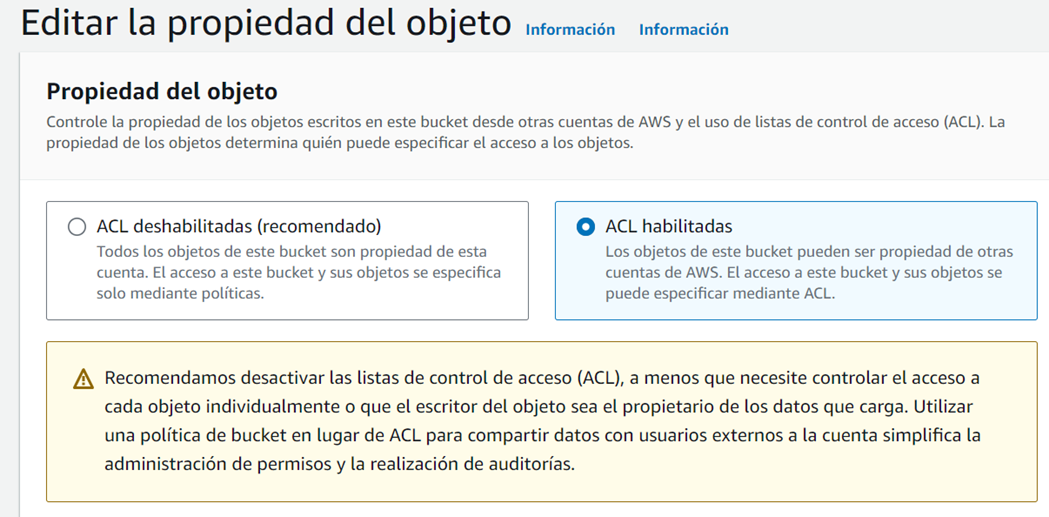 Editar la propiedad del objeto Información Información
Propiedad del objeto
Controle la propiedad de los objetos escritos en este bucket desde otras cuentas de AWS y el uso de listas de control de acceso (ACL). La
propiedad de los objetos determina quién puede especificar el acceso a los objetos.
ACL deshabilitadas (recomendado)
Todos los objetos de este bucket son propiedad de esta
cuenta. El acceso a este bucket y sus objetos se especifica
solo mediante políticas.
ACL habilitadas
Los objetos de este bucket pueden ser propiedad de otras
cuentas de AWS. El acceso a este bucket y sus objetos se
puede especificar mediante ACL.
Recomendamos desactivar las listas de control de acceso (ACL), a menos que necesite controlar el acceso a
cada objeto individualmente o que el escritor del objeto sea el propietario de los datos que carga. Utilizar
una política de bucket en lugar de ACL para compartir datos con usuarios externos a la cuenta simplifica la
administración de permisos y la realización de auditorías.